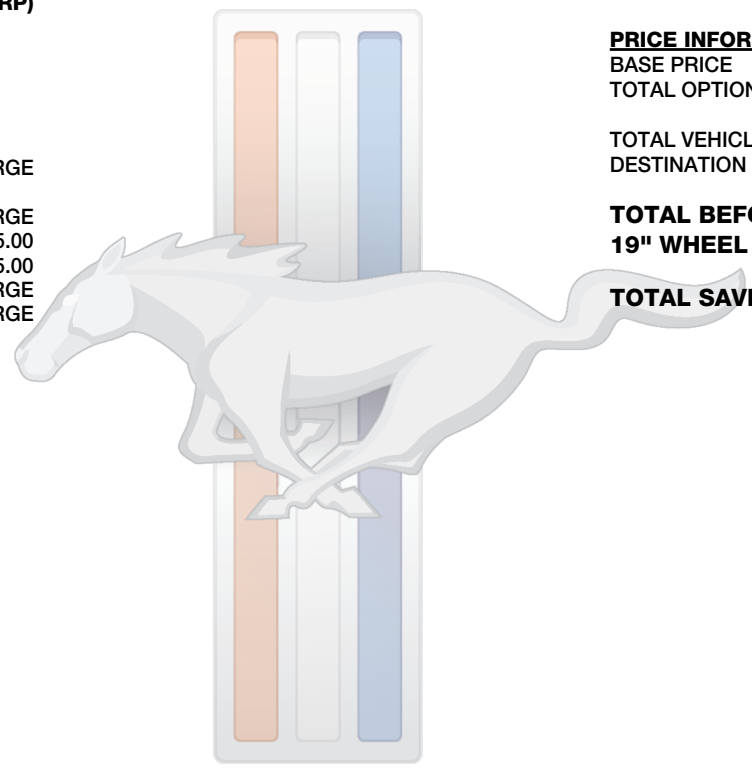 RP)
RGE
RGE
5.00
5.00
RGE
RGE
PRICE INFOR
BASE PRICE
TOTAL OPTION
TOTAL VEHICL
DESTINATION
TOTAL BEFO
19" WHEEL
TOTAL SAVI